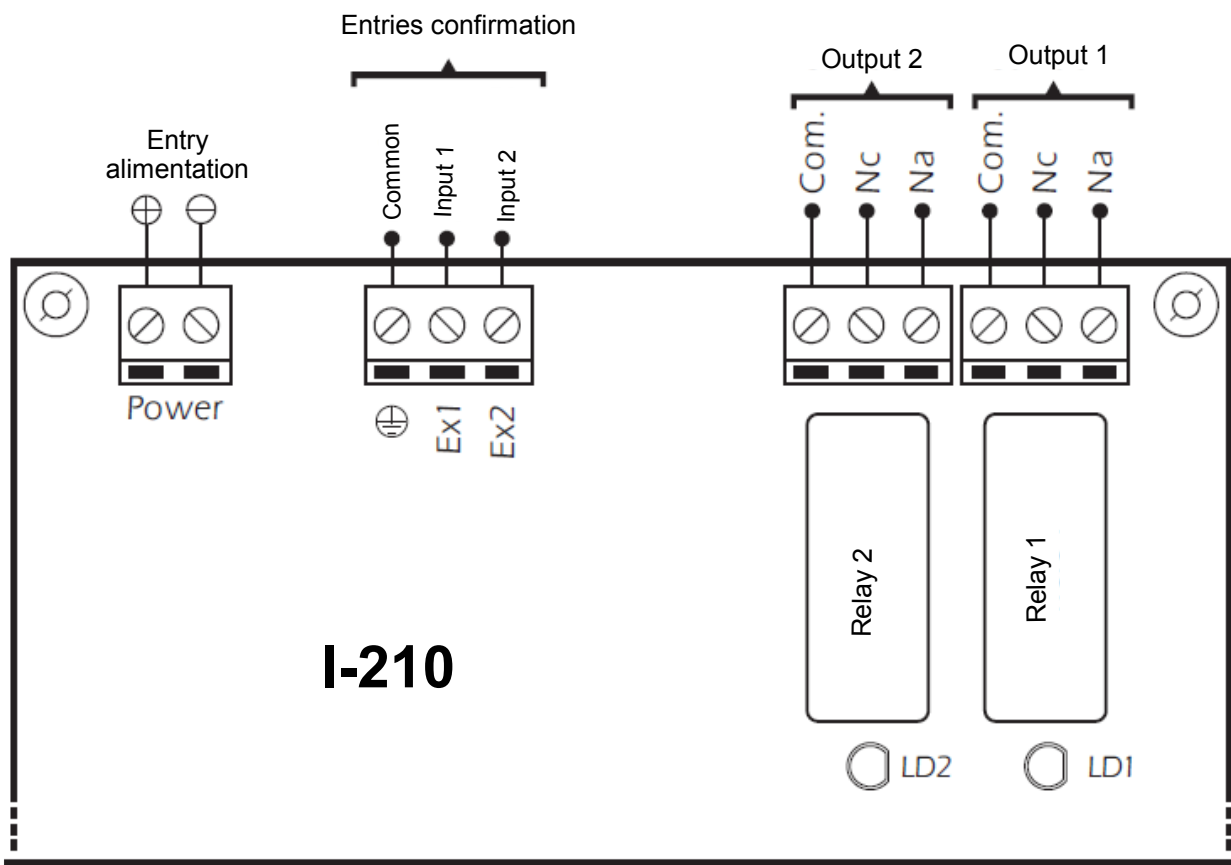 Entries confirmation
Output 2
Output 1
Entry
alimentation
Common
Input 1
Input 2
Com.
Nc
Na
Com.
Nc
Na
Power
Ex1
Ex2
Relay 2
Relay 1
I-210
LD2
LD1